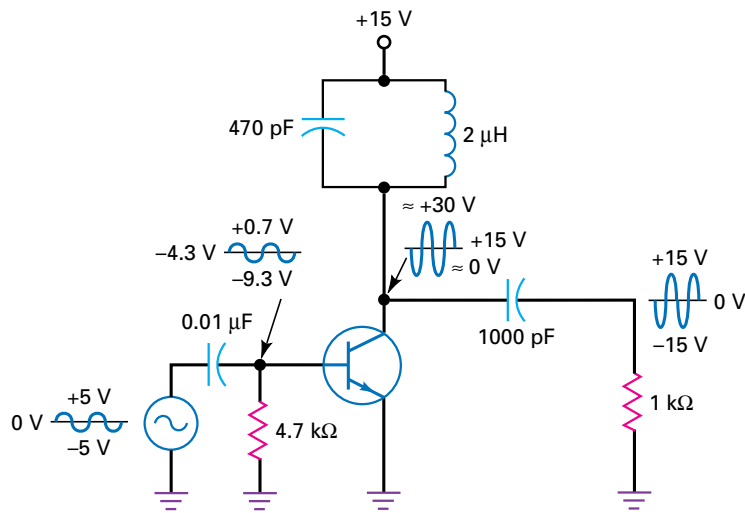 +15 V
470 pF
2 μH
≈ +30 V
+15 V
≈ 0 V
+0.7 V
–4.3 V
–9.3 V
+15 V
0 V
–15 V
0.01 μF
1000 pF
+5 V
0 V
–5 V
4.7 kΩ
1 kΩ